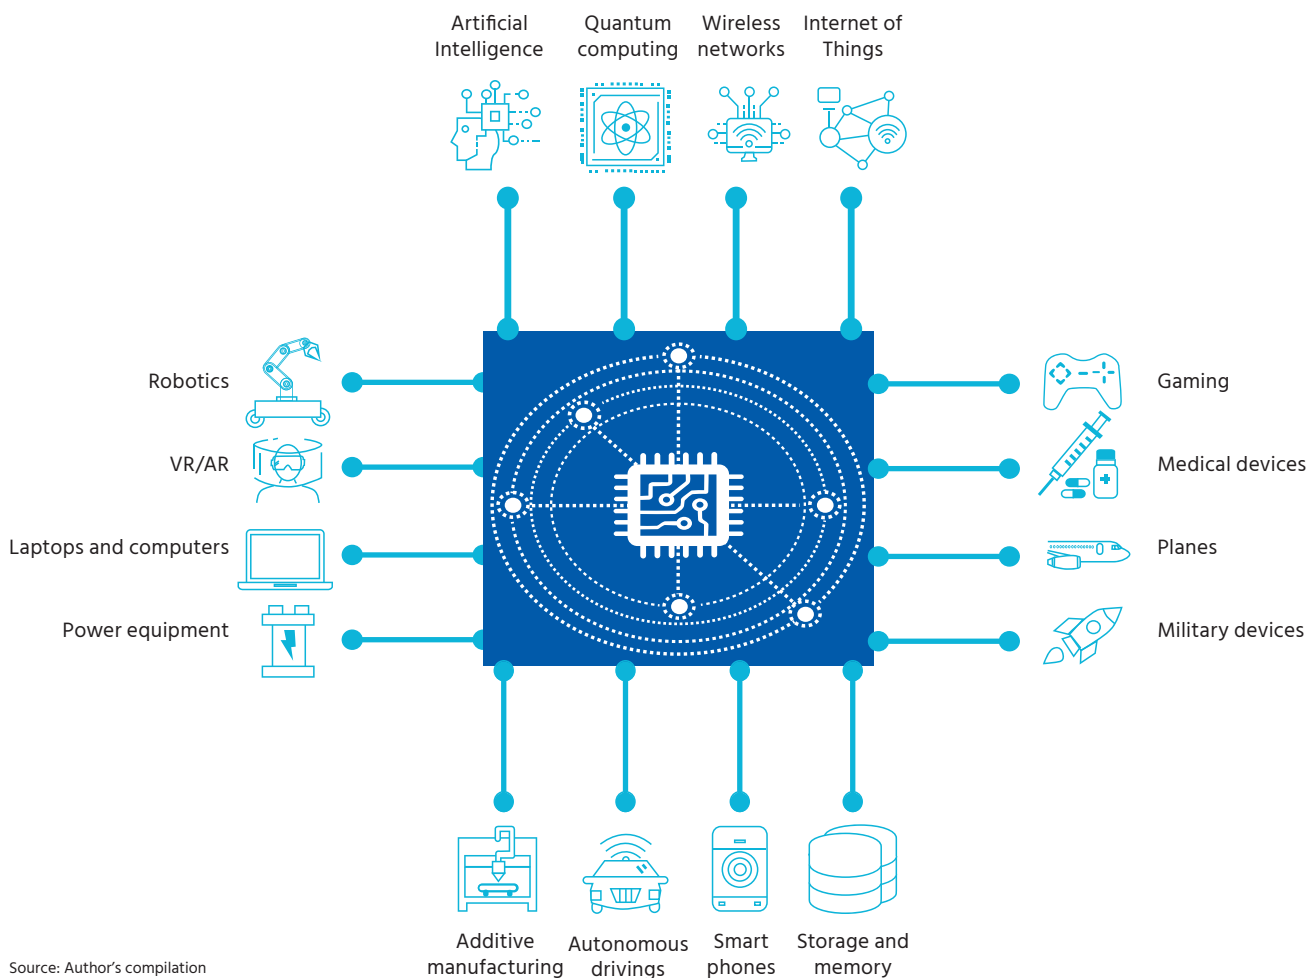 Artificial
Intelligence
Quantum
computing
Wireless
networks
Internet of
Things
Robotics
VR/AR
Laptops and computers
Power equipment
Gaming
Medical devices
Planes
Military devices
Additive
manufacturing
Autonomous
drivings
Smart
phones
Storage and
memory
Source: Author's compilation